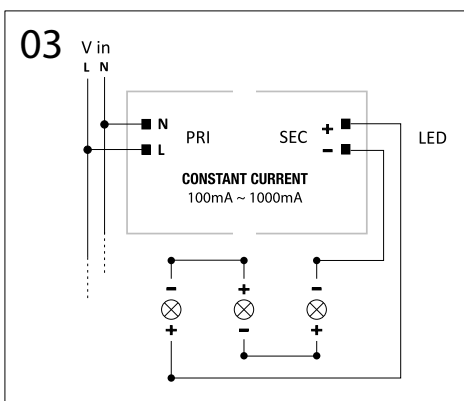 03
V in
L N
N
PRI
SEC
+
LED
L
-
CONSTANT CURRENT
100mA ~ 1000mA
- + -
+ - +